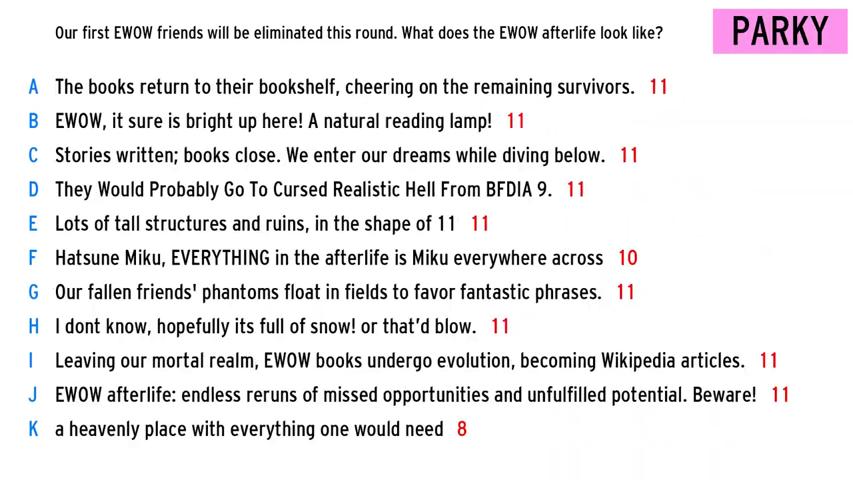 Our first EWOW friends will be eliminated this round. What does the EWOW afterlife look like?
PARKY
A The books return to their bookshelf, cheering on the remaining survivors. 11
B EWOW, it sure is bright up here! A natural reading lamp! 11
C Stories written; books close. We enter our dreams while diving below. 11
D They Would Probably Go To Cursed Realistic Hell From BFDIA 9. 11
E Lots of tall structures and ruins, in the shape of 11 11
F Hatsune Miku, EVERYTHING in the afterlife is Miku everywhere across 10
G Our fallen friends' phantoms float in fields to favor fantastic phrases. 11
H I dont know, hopefully its full of snow! or that'd blow. 11
I Leaving our mortal realm, EWOW books undergo evolution, becoming Wikipedia articles. 11
J EWOW afterlife: endless reruns of missed opportunities and unfulfilled potential. Beware! 11
K a heavenly place with everything one would need 8